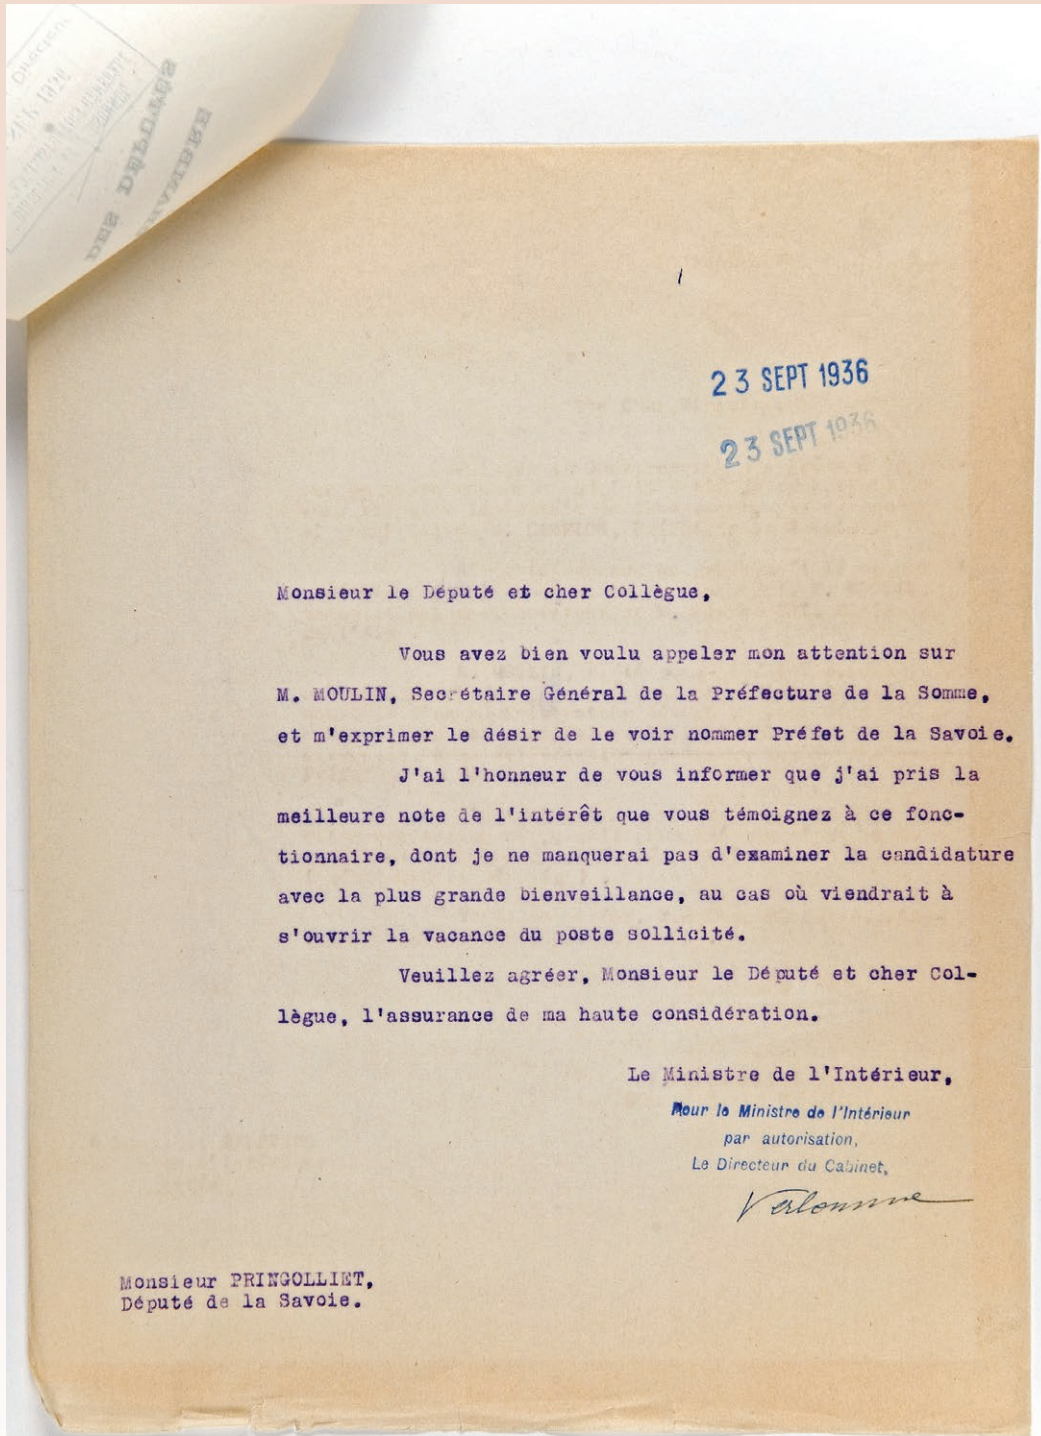 DES DÉPUTÉS
CHAMBRE
23 SEPT 1936
23 SEPT 1936
Monsieur le Député et cher Collègue,
Vous avez bien voulu appeler mon attention sur
M. MOULIN, Secrétaire Général de la Préfecture de la Somme,
et m'exprimer le désir de le voir nommer Préfet de la Savoie.
J'ai l'honneur de vous informer que j'ai pris la
meilleure note de l'intérêt que vous témoignez à ce fonc-
tionnaire, dont je ne manquerai pas d'examiner la candidature
avec la plus grande bienveillance, au cas où viendrait à
s'ouvrir la vacance du poste sollicité.
Veuillez agréer, Monsieur le Député et cher Col-
lègue, l'assurance de ma haute considération.
Le Ministre de l'Intérieur,
Pour le Ministre de l'Intérieur
par autorisation,
Le Directeur du Cabinet,
Verlomme
Monsieur PRINGOLLIET,
Député de la Savoie.